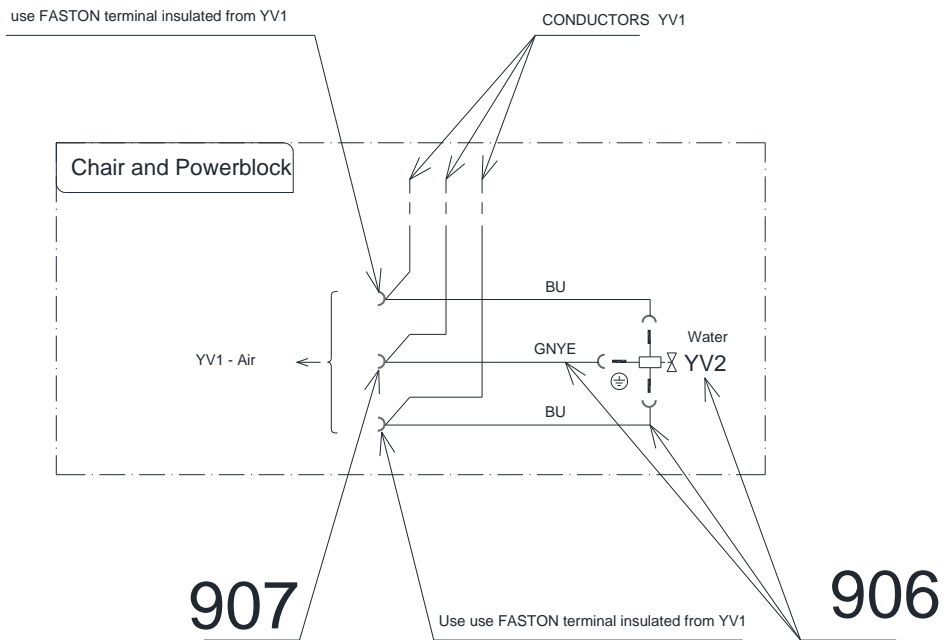 use FASTON terminal insulated from YV1
CONDUCTORS YV1
Chair and Powerblock
BU
Water
GNYE
YV1 - Air
YV2
BU
907
906
Use use FASTON terminal insulated from YV1